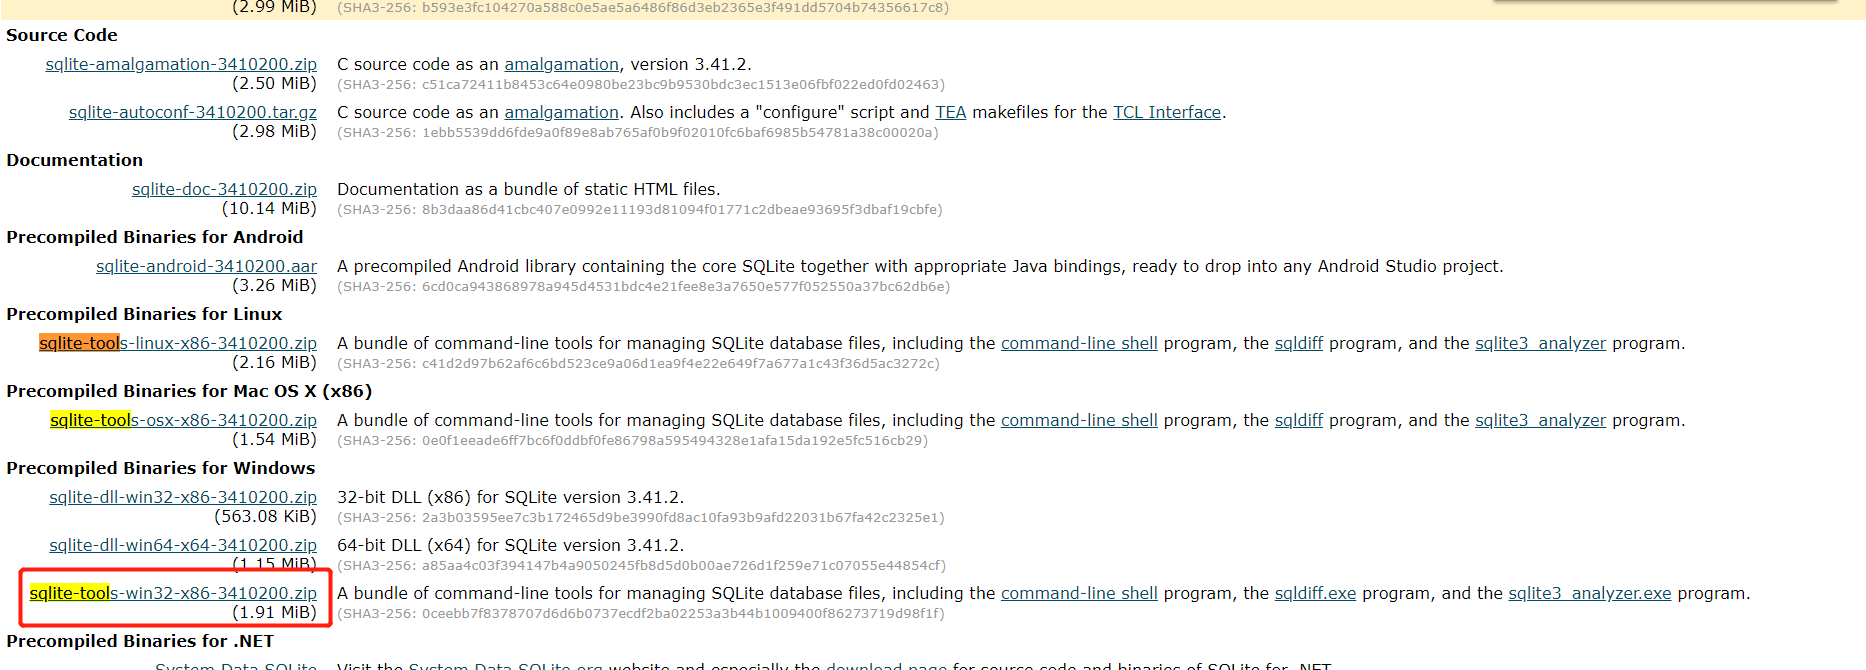 (2.99 MiB) (SHA3-256: b593e3fc104270a588c0e5ae5a6486f86d3eb2365e3f491dd5704b74356617c8)
Source Code
sqlite-amalgamation-3410200.zip C source code as an amalgamation, version 3.41.2.
(2.50 MiB) (SHA3-256: c51ca72411b8453c64e0980be23bc9b9530bdc3ec1513e06fbf022ed0fd02463)
sqlite-autoconf-3410200.tar.gz C source code as an amalgamation. Also includes a "configure" script and TEA makefiles for the TCL Interface.
(2.98 MiB) (SHA3-256: 1ebb5539dd6fde9a0f89e8ab765af0b9f02010fc6baf6985b54781a38c00020a)
Documentation
sqlite-doc-3410200.zip Documentation as a bundle of static HTML files.
(10.14 MiB) (SHA3-256: 8b3daa86d41cbc407e0992e11193d81094f01771c2dbeae93695f3dbaf19cbfe)
Precompiled Binaries for Android
sqlite-android-3410200.aar A precompiled Android library containing the core SQLite together with appropriate Java bindings, ready to drop into any Android Studio project.
(3.26 MiB) (SHA3-256: 6cd0ca943868978a945d4531bdc4e21fee8e3a7650e577f052550a37bc62db6e)
Precompiled Binaries for Linux
sqlite-tools-linux-x86-3410200.zip A bundle of command-line tools for managing SQLite database files, including the command-line shell program, the sqldiff program, and the sqlite3_analyzer program.
(2.16 MiB) (SHA3-256: c41d2d97b62af6c6bd523ce9a06d1ea9f4e22e649f7a677a1c43f36d5ac3272c)
Precompiled Binaries for Mac OS X (x86)
sqlite-tools-osx-x86-3410200.zip A bundle of command-line tools for managing SQLite database files, including the command-line shell program, the sqldiff program, and the sqlite3_analyzer program.
(1.54 MiB) (SHA3-256: 0e0f1eeade6ff7bc6f0ddbf0fe86798a595494328e1afa15da192e5fc516cb29)
Precompiled Binaries for Windows
sqlite-dll-win32-x86-3410200.zip 32-bit DLL (x86) for SQLite version 3.41.2.
(563.08 KiB) (SHA3-256: 2a3b03595ee7c3b172465d9be3990fd8ac10fa93b9afd22031b67fa42c2325e1)
sqlite-dll-win64-x64-3410200.zip 64-bit DLL (x64) for SQLite version 3.41.2.
(1.15 MiB) (SHA3-256: a85aa4c03f394147b4a9050245fb8d5d0b00ae726d1f259e71c07055e44854cf)
sqlite-tools-win32-x86-3410200.zip A bundle of command-line tools for managing SQLite database files, including the command-line shell program, the sqldiff.exe program, and the sqlite3_analyzer.exe program.
(1.91 MiB) (SHA3-256: 0ceebb7f8378707d6d6b0737ecdf2ba02253a3b44b1009400f86273719d98f1f)
Precompiled Binaries for .NET
System.Data.SQLite Visit the System.Data.SQLite.org website and especially the download page for source code and binaries of SQLite for .NET.